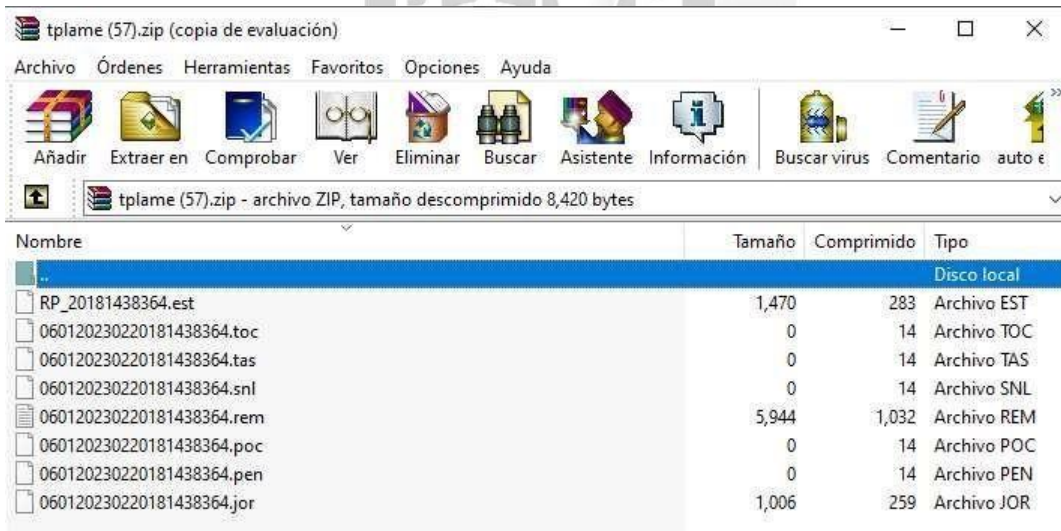 tplame (57).zip (copia de evaluación)
Archivo Órdenes Herramientas Favoritos Opciones Ayuda
Añadir Extraer en Comprobar Ver Eliminar Buscar Asistente Información Buscar virus Comentario auto e
tplame (57).zip - archivo ZIP, tamaño descomprimido 8,420 bytes
Nombre Tamaño Comprimido Tipo
.. Disco local
RP_20181438364.est 1,470 283 Archivo EST
060120230220181438364.toc 0 14 Archivo TOC
060120230220181438364.tas 0 14 Archivo TAS
060120230220181438364.snl 0 14 Archivo SNL
060120230220181438364.rem 5,944 1,032 Archivo REM
060120230220181438364.poc 0 14 Archivo POC
060120230220181438364.pen 0 14 Archivo PEN
060120230220181438364.jor 1,006 259 Archivo JOR